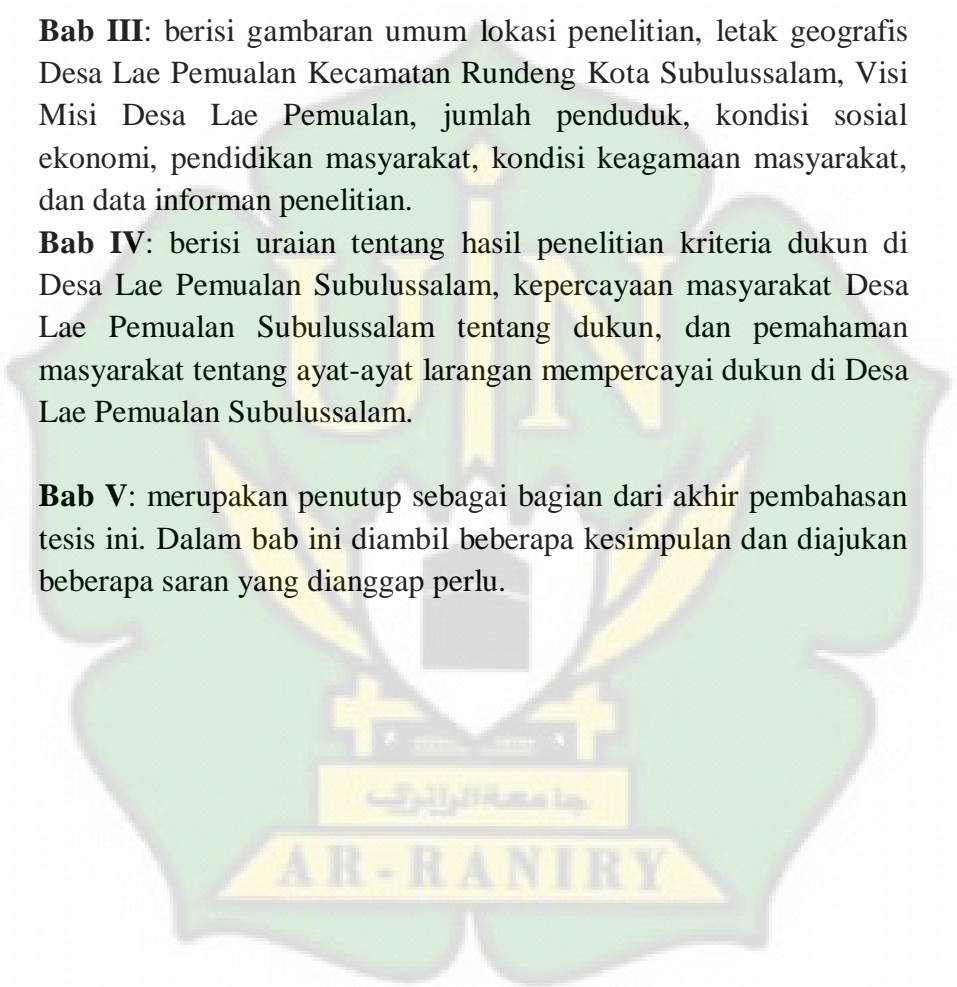 Bab III: berisi gambaran umum lokasi penelitian, letak geografis
Desa Lae Pemualan Kecamatan Rundeng Kota Subulussalam, Visi
Misi Desa Lae Pemualan, jumlah penduduk, kondisi sosial
ekonomi, pendidikan masyarakat, kondisi keagamaan masyarakat,
dan data informan penelitian.
Bab IV: berisi uraian tentang hasil penelitian kriteria dukun di
Desa Lae Pemualan Subulussalam, kepercayaan masyarakat Desa
Lae Pemualan Subulussalam tentang dukun, dan pemahaman
masyarakat tentang ayat-ayat larangan mempercayai dukun di Desa
Lae Pemualan Subulussalam.
Bab V: merupakan penutup sebagai bagian dari akhir pembahasan
tesis ini. Dalam bab ini diambil beberapa kesimpulan dan diajukan
beberapa saran yang dianggap perlu.
UIN
جامعة الرانري
AR-RANIRY